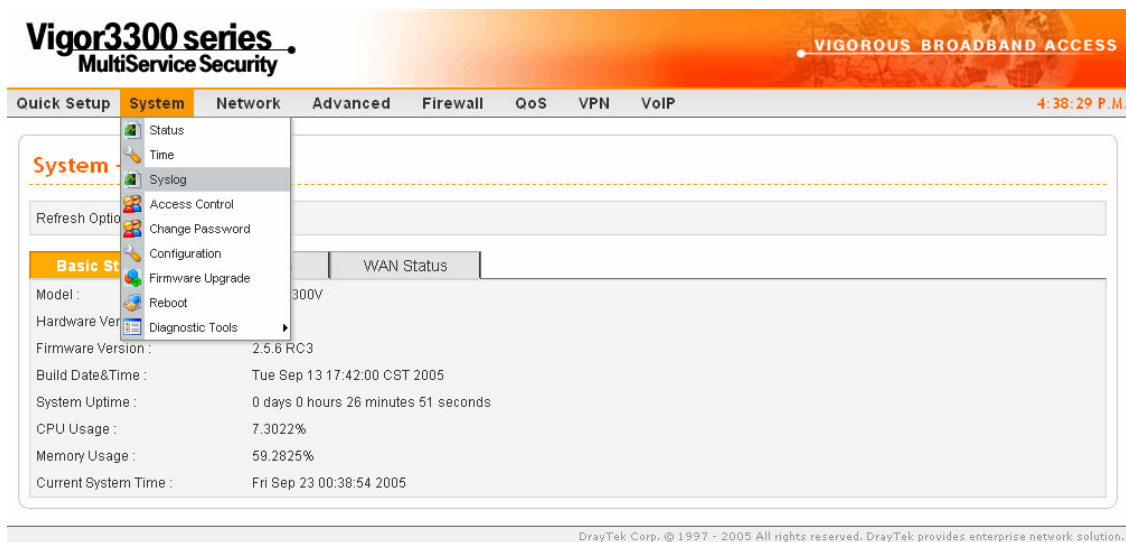 Vigor3300 series
MultiService Security
VIGOROUS BROADBAND ACCESS
Quick Setup System Network Advanced Firewall QoS VPN VoIP 4:38:29 P.M.
Status
Time
Syslog
Access Control
Change Password
Configuration
Firmware Upgrade
Reboot
Diagnostic Tools
System -
Refresh Optio
Basic St WAN Status
Model : 300V
Hardware Ver
Firmware Version : 2.5.6 RC3
Build Date&Time : Tue Sep 13 17:42:00 CST 2005
System Uptime : 0 days 0 hours 26 minutes 51 seconds
CPU Usage : 7.3022%
Memory Usage : 59.2825%
Current System Time : Fri Sep 23 00:38:54 2005
DrayTek Corp. © 1997 - 2005 All rights reserved. DrayTek provides enterprise network solution.